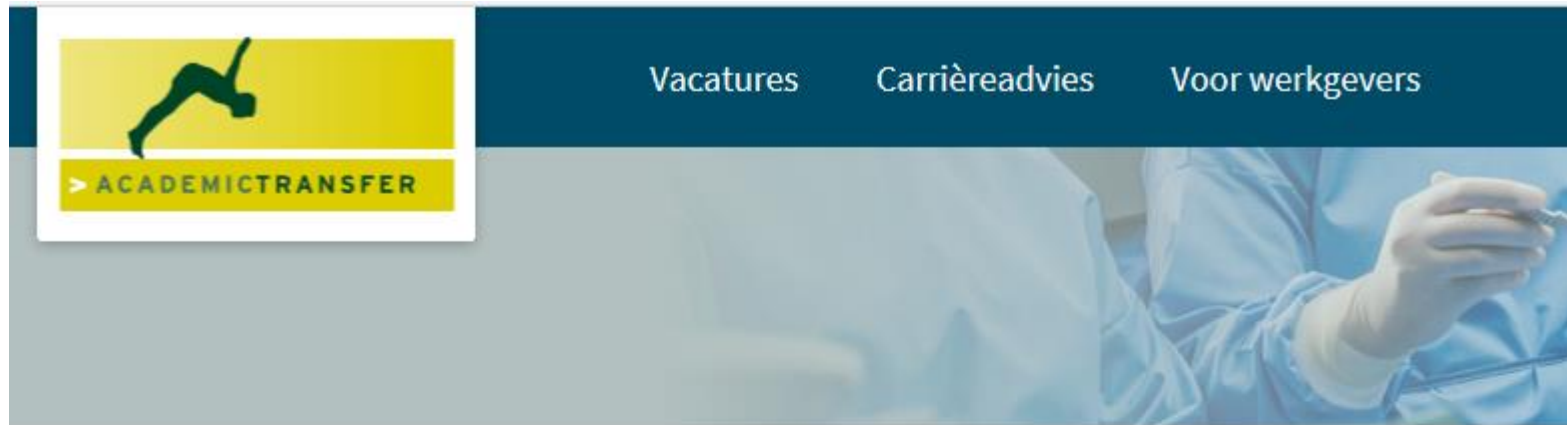 Vacatures Carrièreadvies Voor werkgevers
> ACADEMICTRANSFER